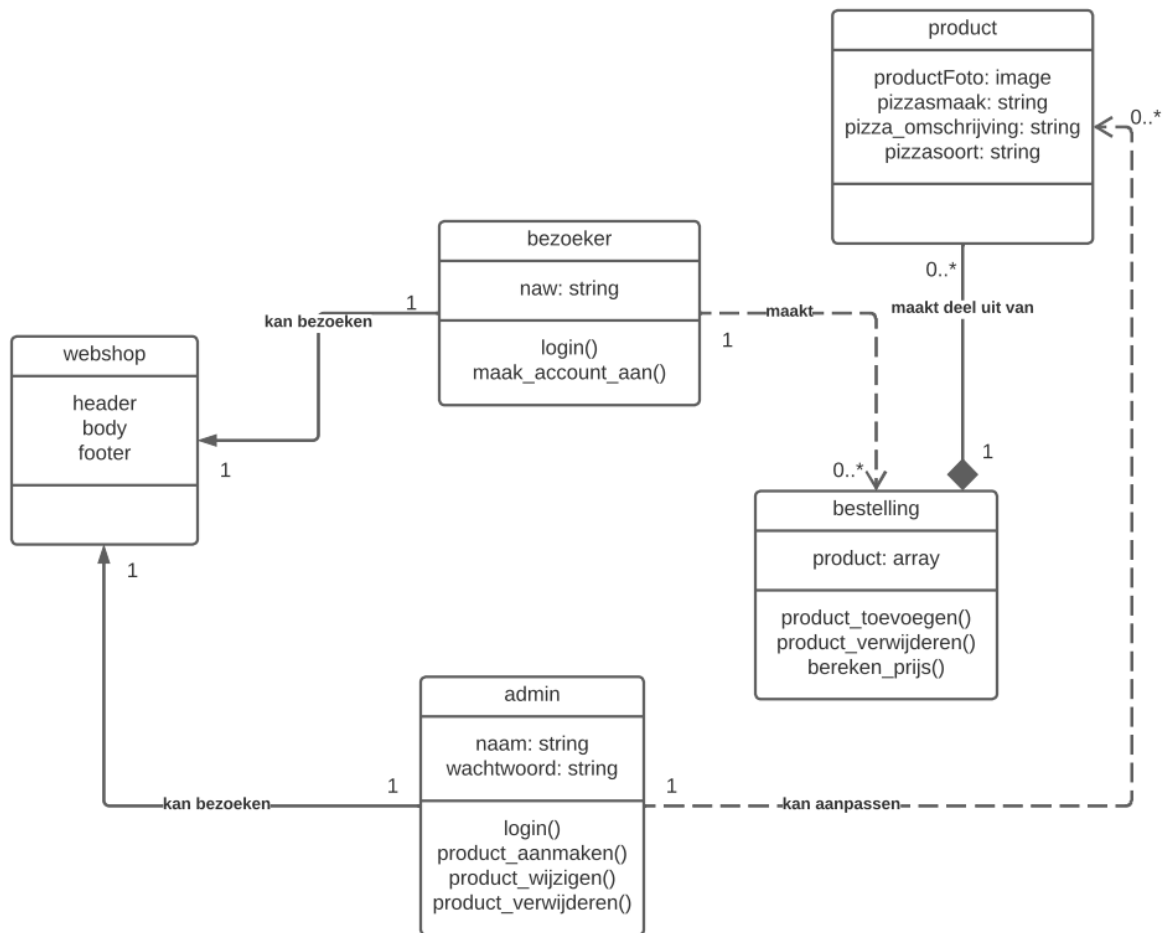 product
productFoto: image
pizzasmaak: string
pizza_omschrijving: string
pizzasoort: string
0..*
0..*
maakt deel uit van
1
bezoeker
naw: string
login()
maak_account_aan()
1
kan bezoeken
1
maakt
1
0..*
webshop
header
body
footer
1
bestelling
product: array
product_toevoegen()
product_verwijderen()
bereken_prijs()
admin
naam: string
wachtwoord: string
login()
product_aanmaken()
product_wijzigen()
product_verwijderen()
1
kan bezoeken
1
kan aanpassen